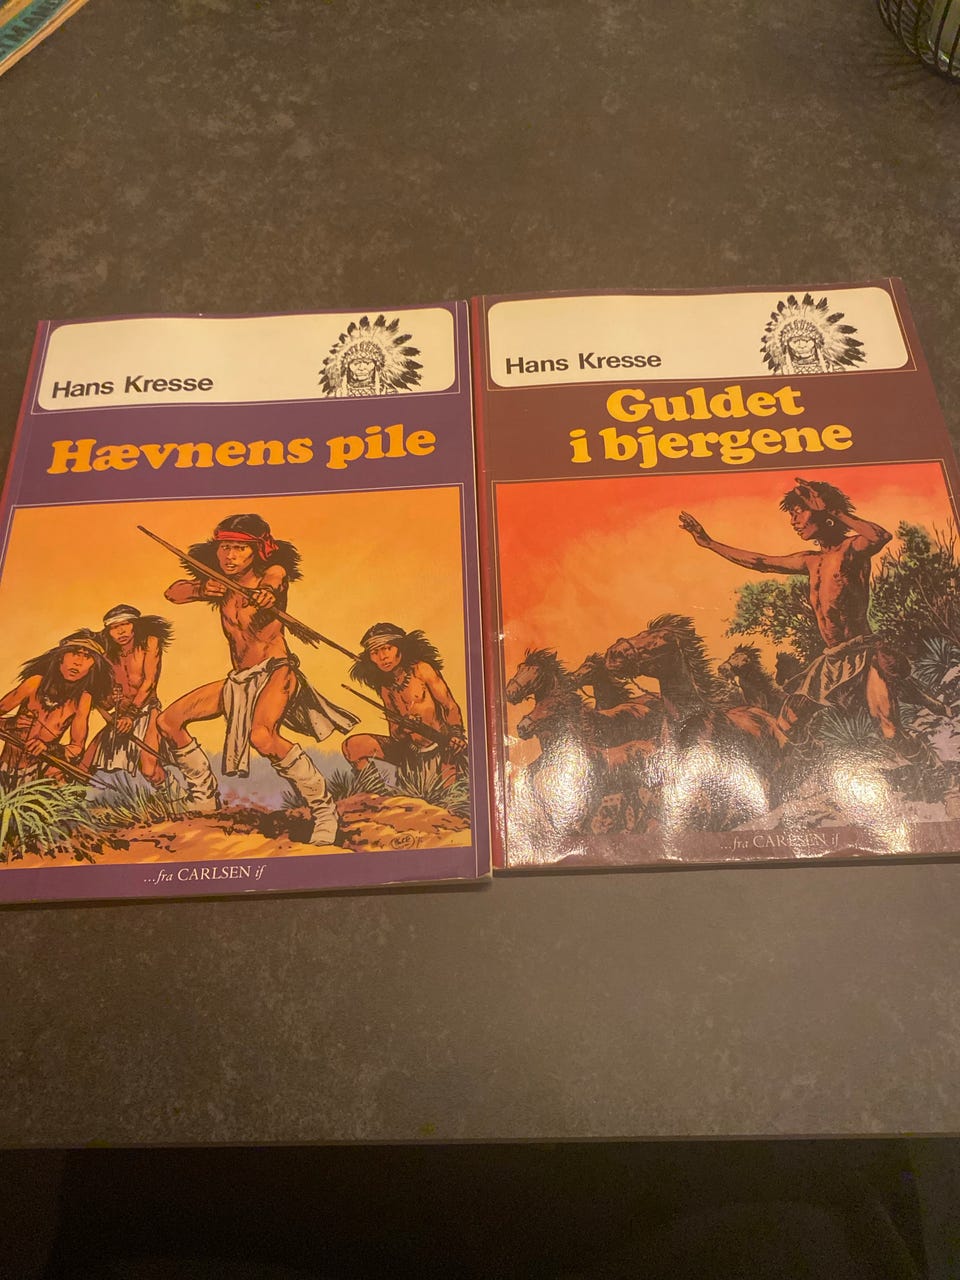 Hans Kresse
Hævnens pile
...fra CARLSEN if
Hans Kresse
Guldet
i bjergene
...fra CARLSEN if